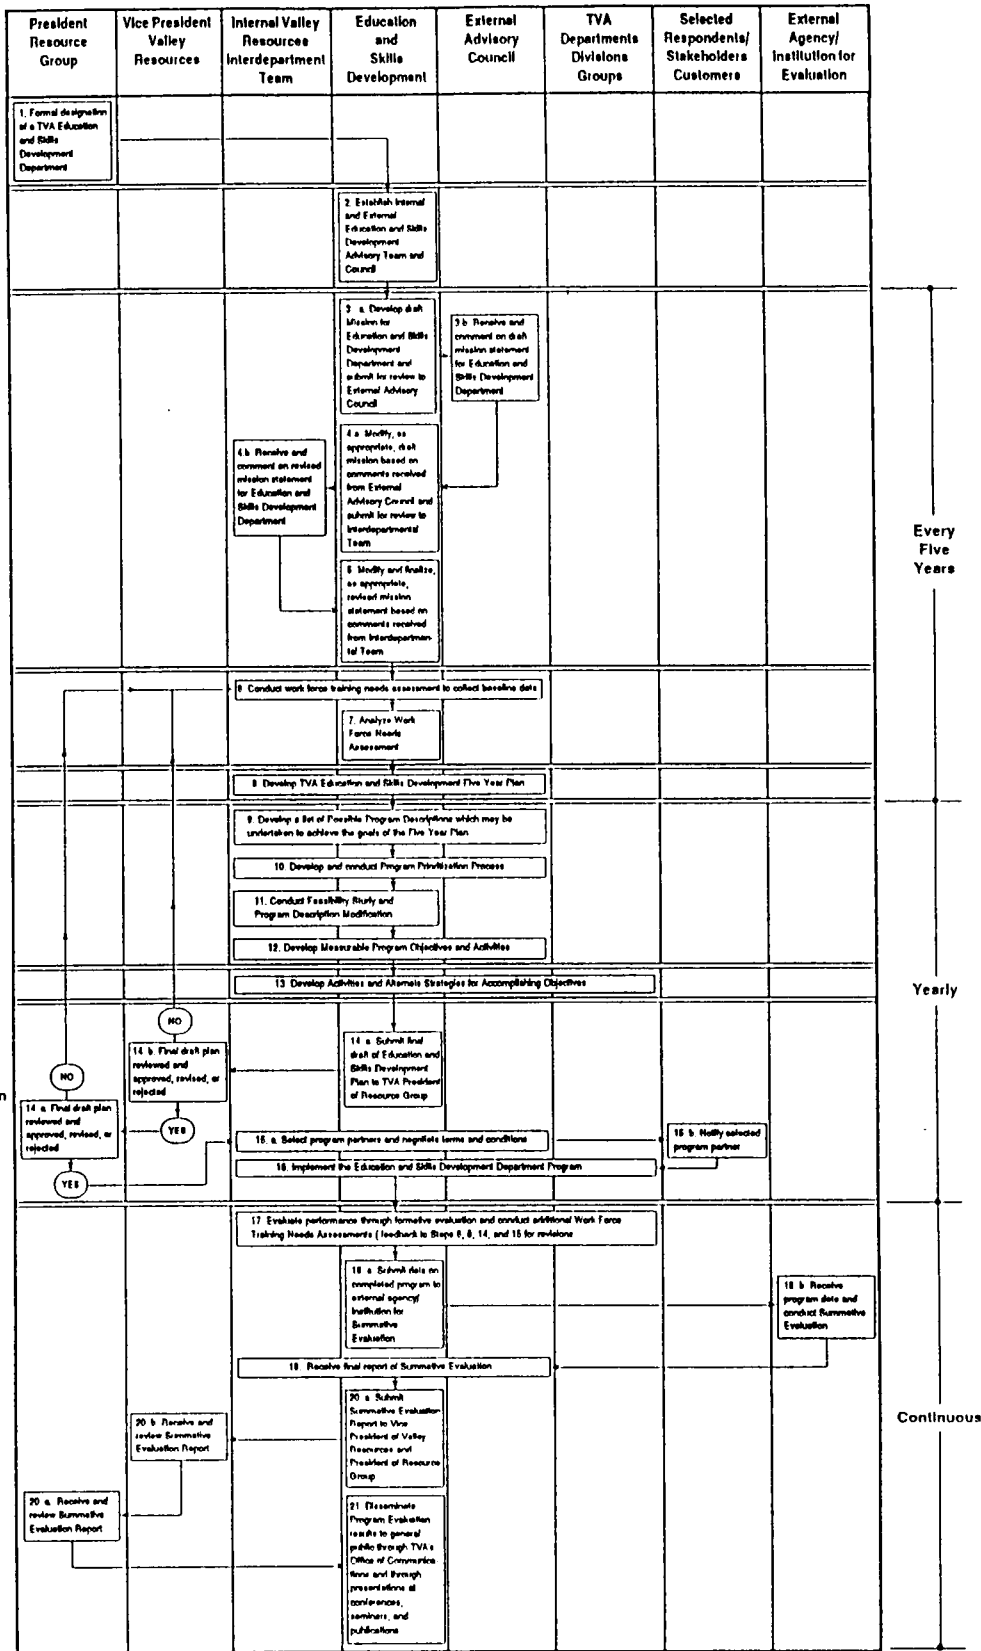 President
Resource
Group
Vice President
Valley
Resources
Internal Valley
Resources
Interdepartment
Team
Education
and
Skills
Development
External
Advisory
Council
TVA
Departments
Divisions
Groups
Selected
Respondents/
Stakeholders
Customers
External
Agency/
Institution for
Evaluation
1. Formal designation
of a TVA Education
and Skills
Development
Department
2. Establish Internal
and External
Education and Skills
Development
Advisory Team and
Council
3. a. Develop draft
Mission for
Education and Skills
Development
Department and
submit for review to
External Advisory
Council
3 b. Receive and
comment on draft
mission statement
for Education and
Skills Development
Department
4 a. Modify, as
appropriate, draft
mission based on
comments received
from External
Advisory Council and
submit for review to
Interdepartmental
Team
4 b. Receive and
comment on revised
mission statement
for Education and
Skills Development
Department
5 Modify and finalize,
as appropriate,
revised mission
statement based on
comments received
from Interdepartmen-
tal Team
Every
Five
Years
6 Conduct work force training needs assessment to collect baseline data
7. Analyze Work
Force Needs
Assessment
8 Develop TVA Education and Skills Development Five Year Plan
9. Develop a list of Possible Program Descriptions which may be
undertaken to achieve the goals of the Five Year Plan
10. Develop and conduct Program Prioritization Process
11. Conduct Feasibility Study and
Program Description Modification
12. Develop Measurable Program Objectives and Activities
13 Develop Activities and Alternate Strategies for Accomplishing Objectives
Yearly
NO
14 b. Final draft plan
reviewed and
approved, revised, or
rejected
YES
14 a. Submit final
draft of Education and
Skills Development
Plan to TVA President
of Resource Group
NO
n
14 a. Final draft plan
reviewed and
approved, revised, or
rejected
YES
15. a. Select program partners and negotiate terms and conditions
15 b. Notify selected
program partner
16. Implement the Education and Skills Development Department Program
17 Evaluate performance through formative evaluation and conduct additional Work Force
Training Needs Assessments ( feedback to Steps 6, 8, 14, and 15 for revisions
18 a. Submit data on
completed program to
external agency/
Institution for
Summative
Evaluation
18 b Receive
program data and
conduct Summative
Evaluation
19. Receive final report of Summative Evaluation
20 a. Submit
Summative Evaluation
Report to Vice
President of Valley
Resources and
President of Resource
Group
20 b Receive and
review Summative
Evaluation Report
20 a. Receive and
review Summative
Evaluation Report
21 Disseminate
Program Evaluation
results to general
public through TVA's
Office of Communica
tions and through
presentations at
conferences,
seminars, and
publications
Continuous